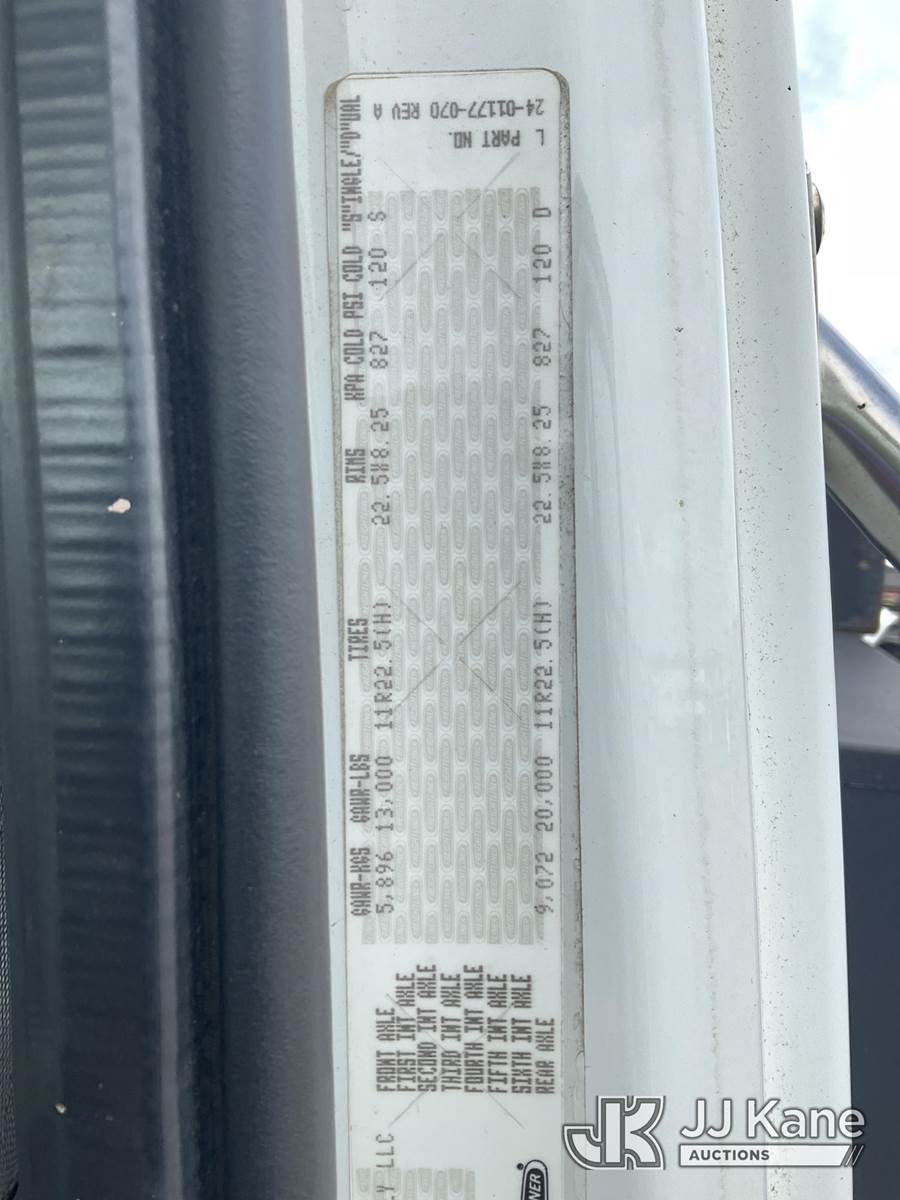 GAWR-KGS GAWR-LBS TIRES RIMS KPA COLD PSI COLD "S"INGLE/"D"UAL
FRONT AXLE 5,896 13,000 11R22.5(H) 22.5X8.25 827 120 S
FIRST INT AXLE
SECOND INT AXLE
THIRD INT AXLE
FOURTH INT AXLE
FIFTH INT AXLE
SIXTH INT AXLE
REAR AXLE 9,072 20,000 11R22.5(H) 22.5X8.25 827 120 D
L PART NO.
24-01177-070 REV A
LLC
NER
JK JJ Kane
AUCTIONS